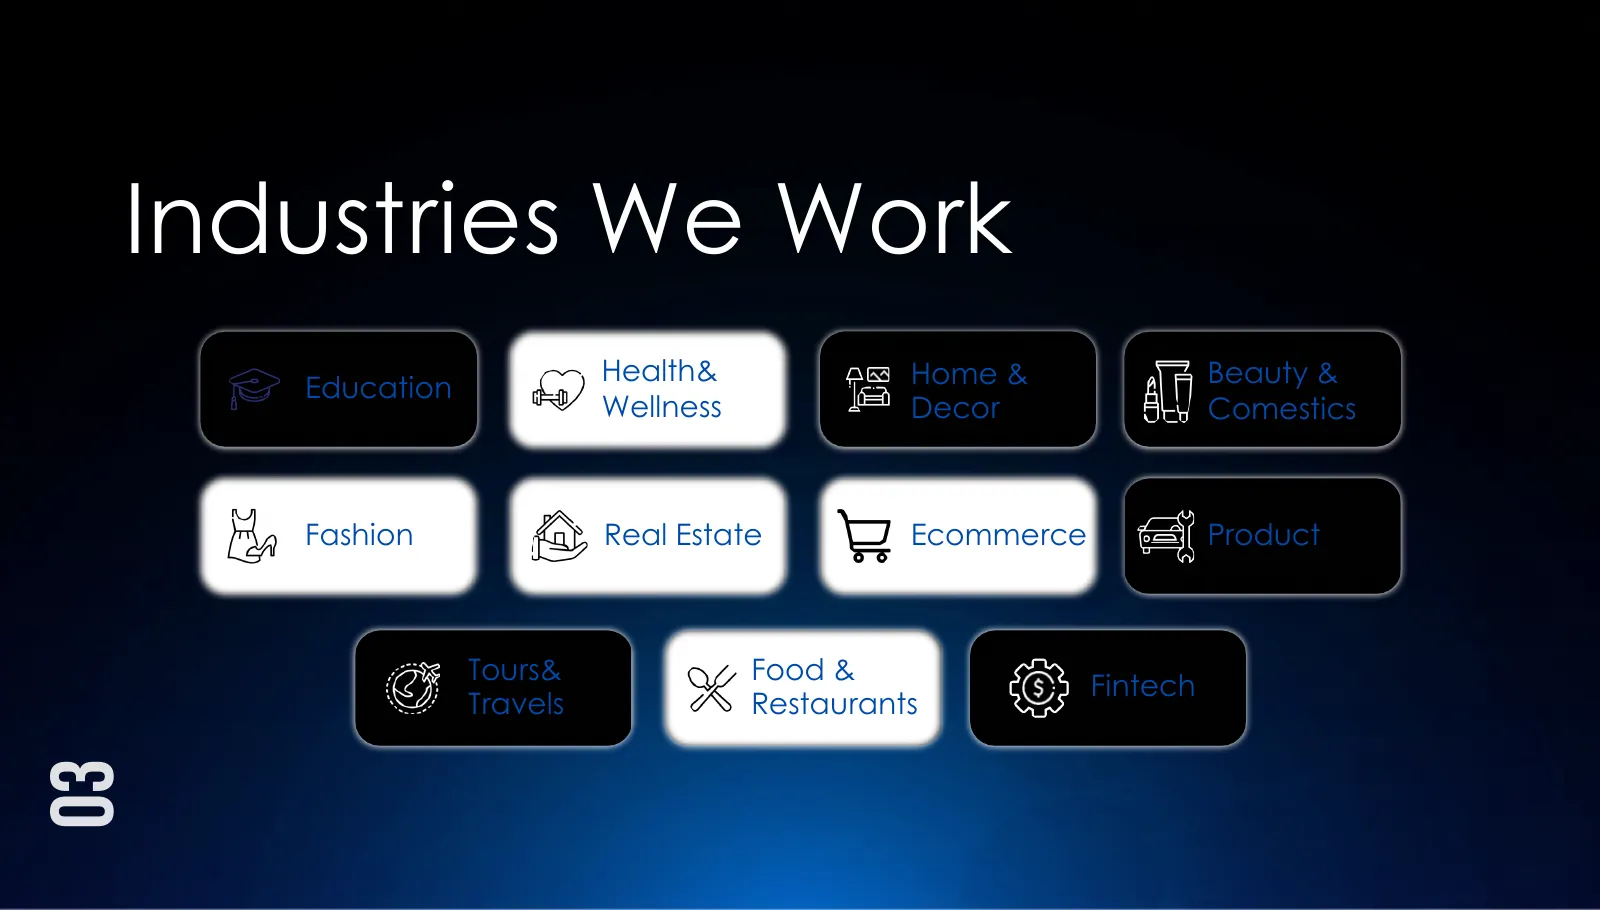 Industries We Work
Education
Health&
Wellness
Home &
Decor
Beauty &
Comestics
Fashion
Real Estate
Ecommerce
Product
Tours&
Travels
Food &
Restaurants
Fintech
03